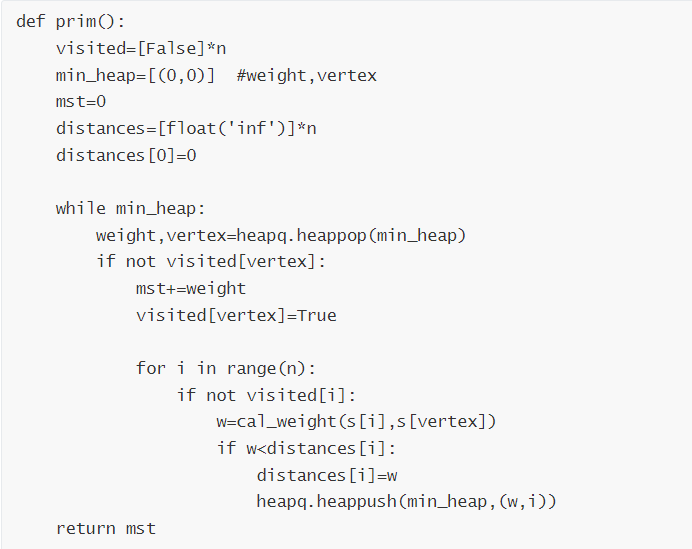 def prim():
    visited=[False]*n
    min_heap=[(0,0)]  #weight,vertex
    mst=0
    distances=[float('inf')]*n
    distances[0]=0

    while min_heap:
        weight,vertex=heapq.heappop(min_heap)
        if not visited[vertex]:
            mst+=weight
            visited[vertex]=True

            for i in range(n):
                if not visited[i]:
                    w=cal_weight(s[i],s[vertex])
                    if w<distances[i]:
                        distances[i]=w
                        heapq.heappush(min_heap,(w,i))
    return mst